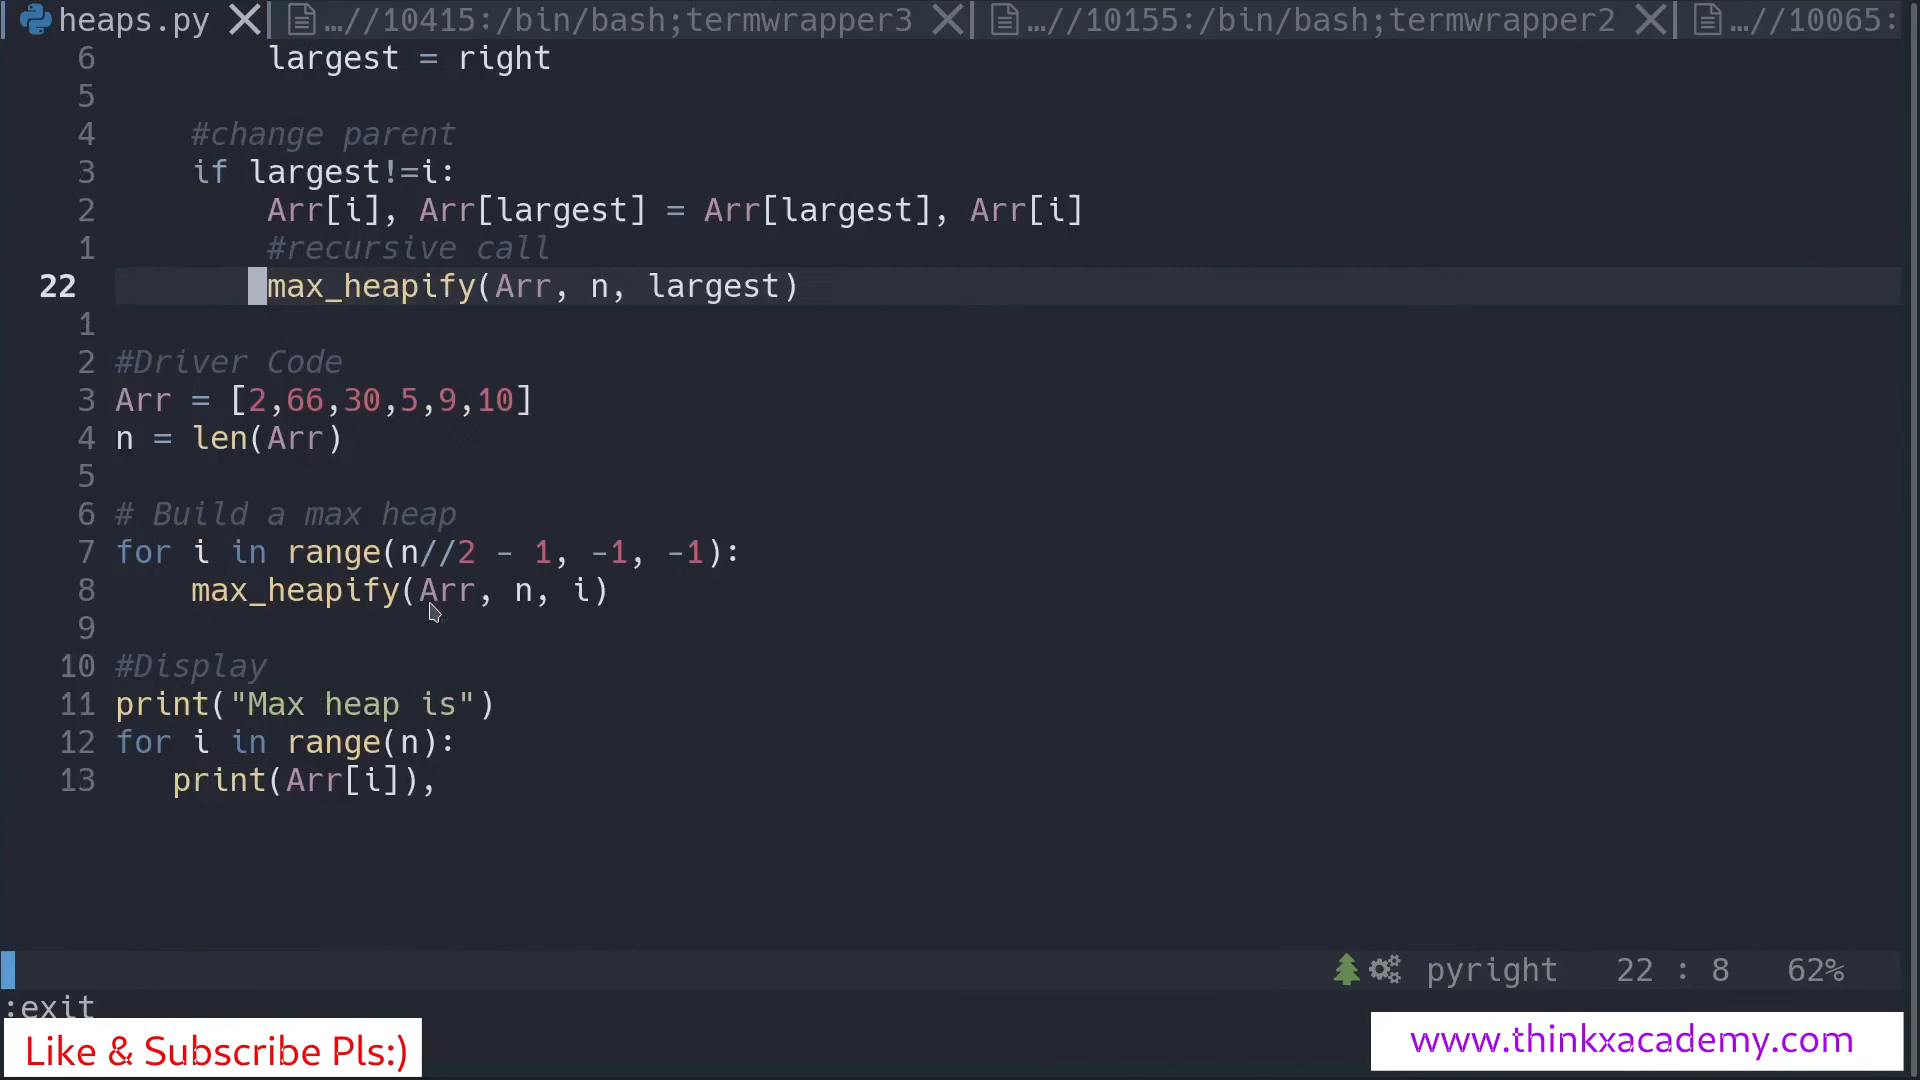 heaps.py …//10415:/bin/bash;termwrapper3 …//10155:/bin/bash;termwrapper2 …//10065:
6 largest = right
5
4 #change parent
3 if largest!=i:
2 Arr[i], Arr[largest] = Arr[largest], Arr[i]
1 #recursive call
22 max_heapify(Arr, n, largest)
1
2 #Driver Code
3 Arr = [2,66,30,5,9,10]
4 n = len(Arr)
5
6 # Build a max heap
7 for i in range(n//2 - 1, -1, -1):
8 max_heapify(Arr, n, i)
9
10 #Display
11 print("Max heap is")
12 for i in range(n):
13 print(Arr[i]),
pyright 22 : 8 62%
:exit
Like & Subscribe Pls:)
www.thinkxacademy.com